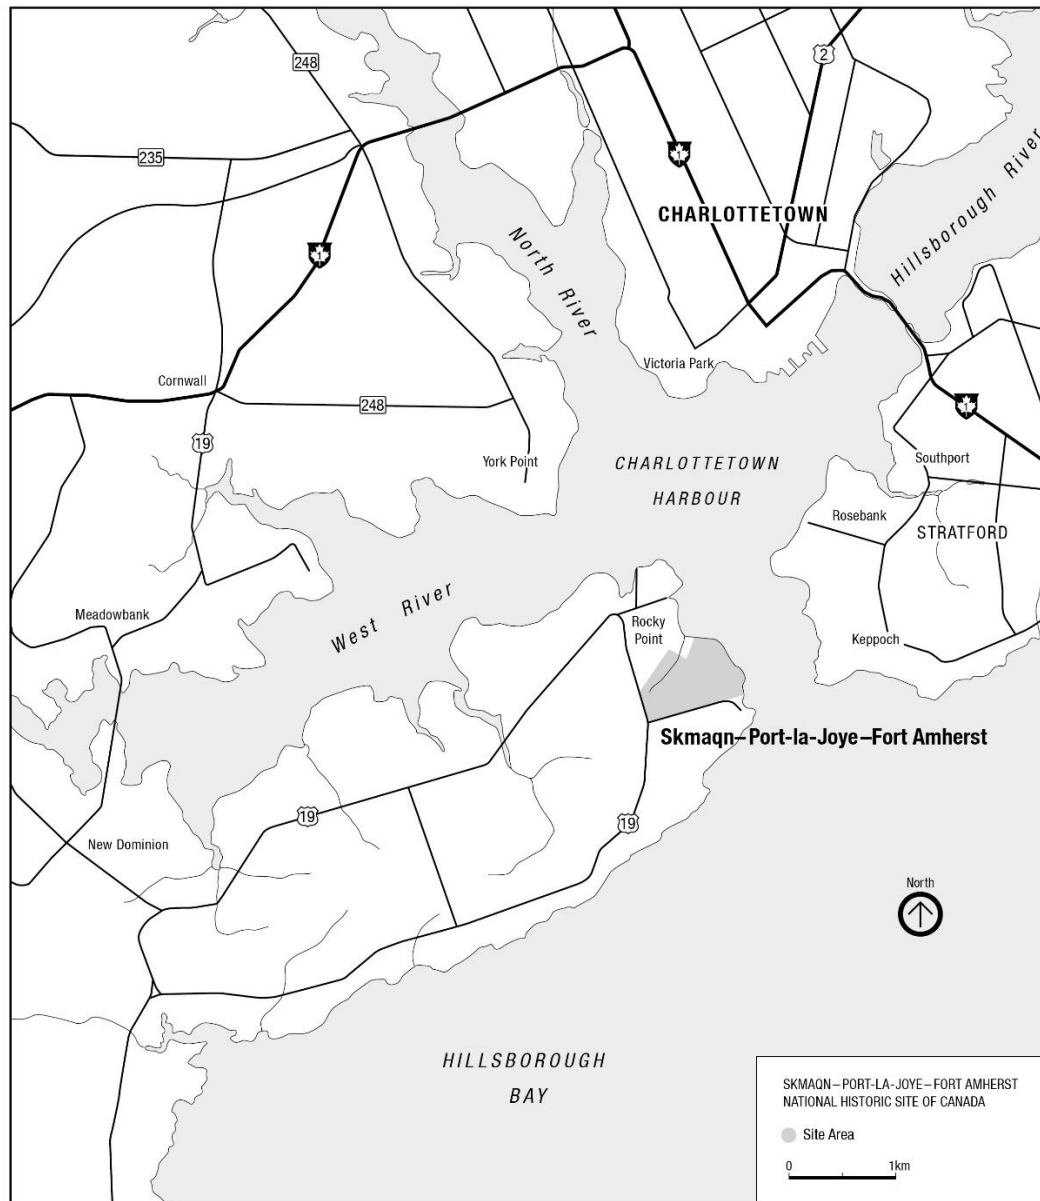 248
2
235
1
CHARLOTTETOWN
Hillsborough River
North
River
1
Victoria Park
Cornwall
248
1
19
York Point
CHARLOTTETOWN
HARBOUR
Southport
Rosebank
STRATFORD
West River
Meadowbank
Rocky
Point
Keppoch
Skmaqn–Port-la-Joye–Fort Amherst
19
19
New Dominion
North
HILLSBOROUGH
BAY
SKMAQN–PORT-LA-JOYE–FORT AMHERST
NATIONAL HISTORIC SITE OF CANADA
Site Area
0 1km